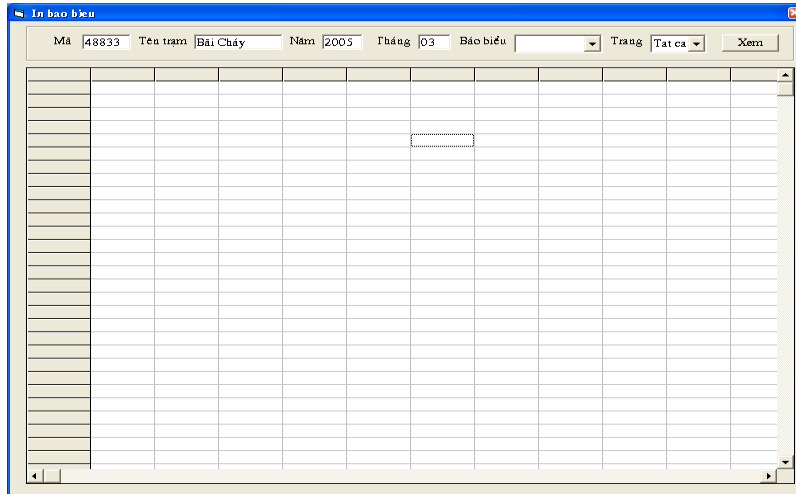 In bao bieu
Mã 48833 Tên trạm Bãi Cháy Năm 2005 Tháng 03 Báo biểu Trang Tat ca Xem